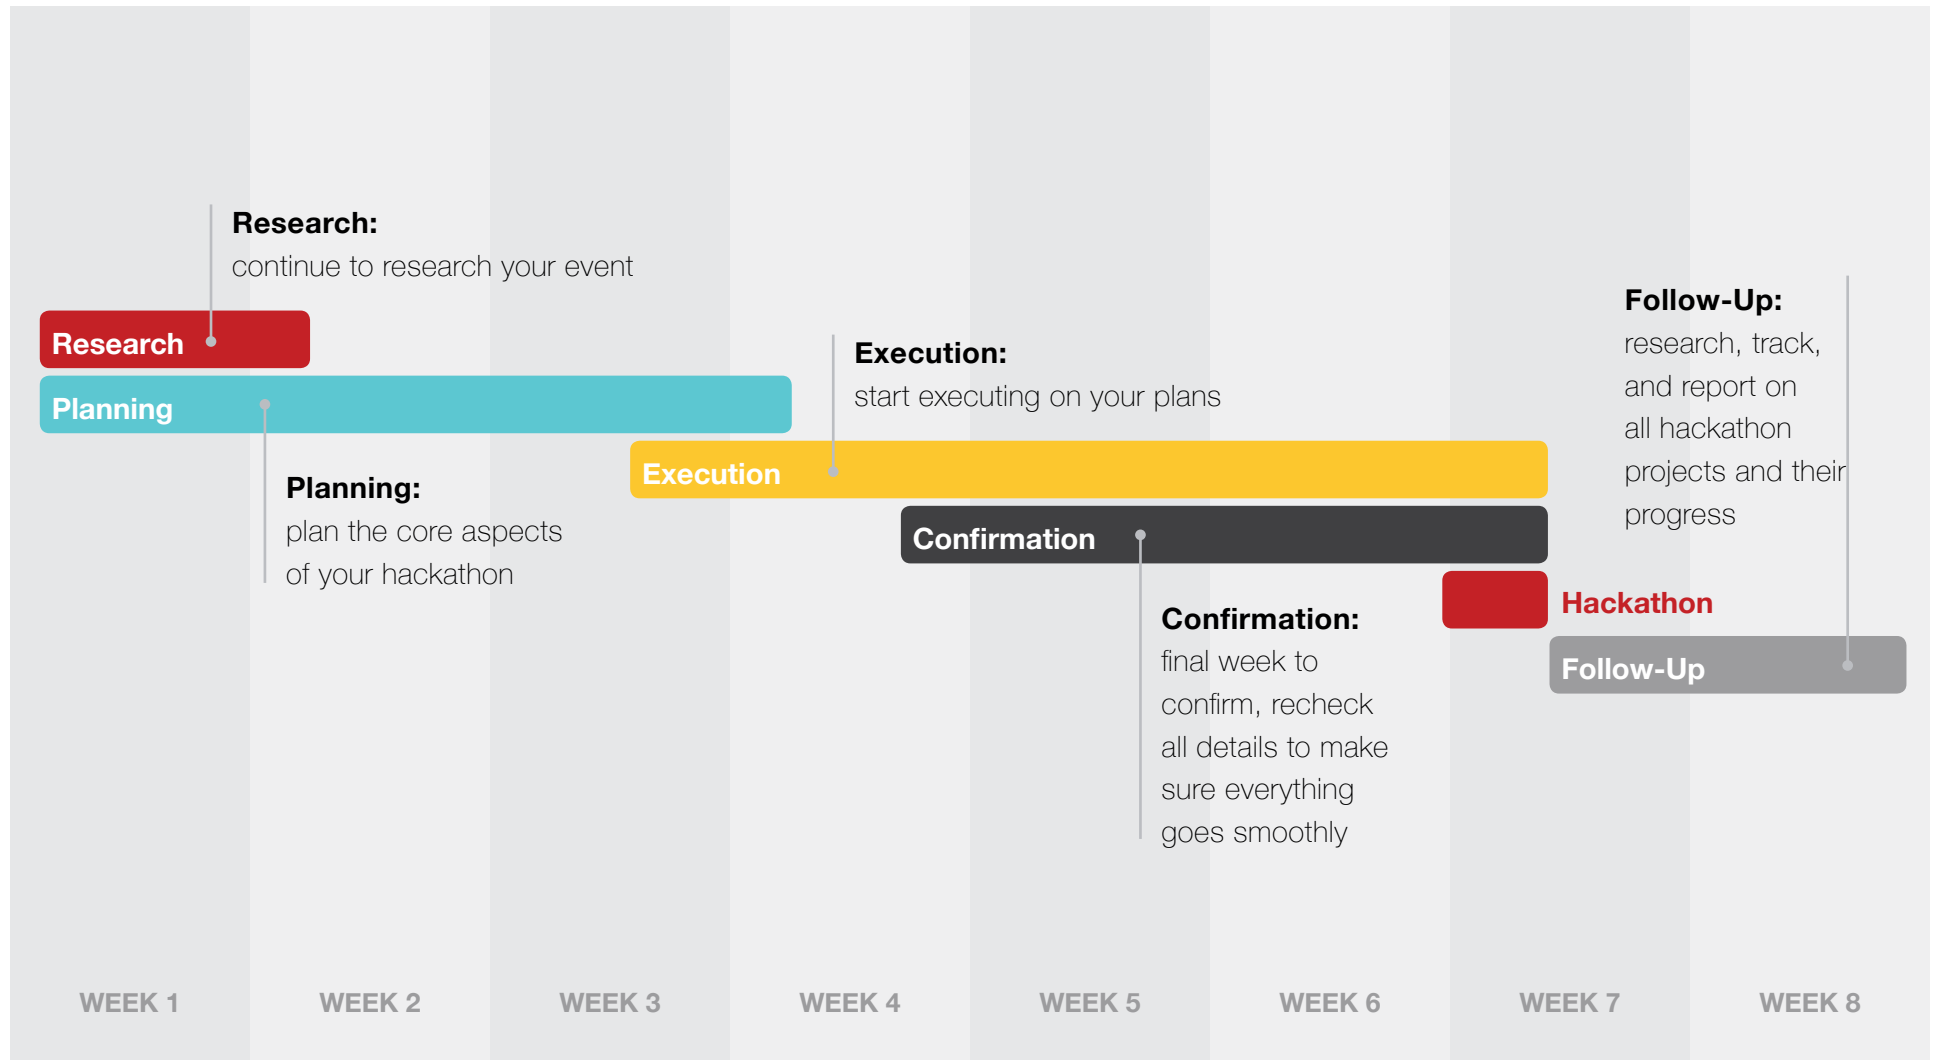 Research:
continue to research your event
Research
Planning
Planning:
plan the core aspects
of your hackathon
Execution:
start executing on your plans
Execution
Confirmation
Confirmation:
final week to
confirm, recheck
all details to make
sure everything
goes smoothly
Follow-Up:
research, track,
and report on
all hackathon
projects and their
progress
Hackathon
Follow-Up
WEEK 1
WEEK 2
WEEK 3
WEEK 4
WEEK 5
WEEK 6
WEEK 7
WEEK 8